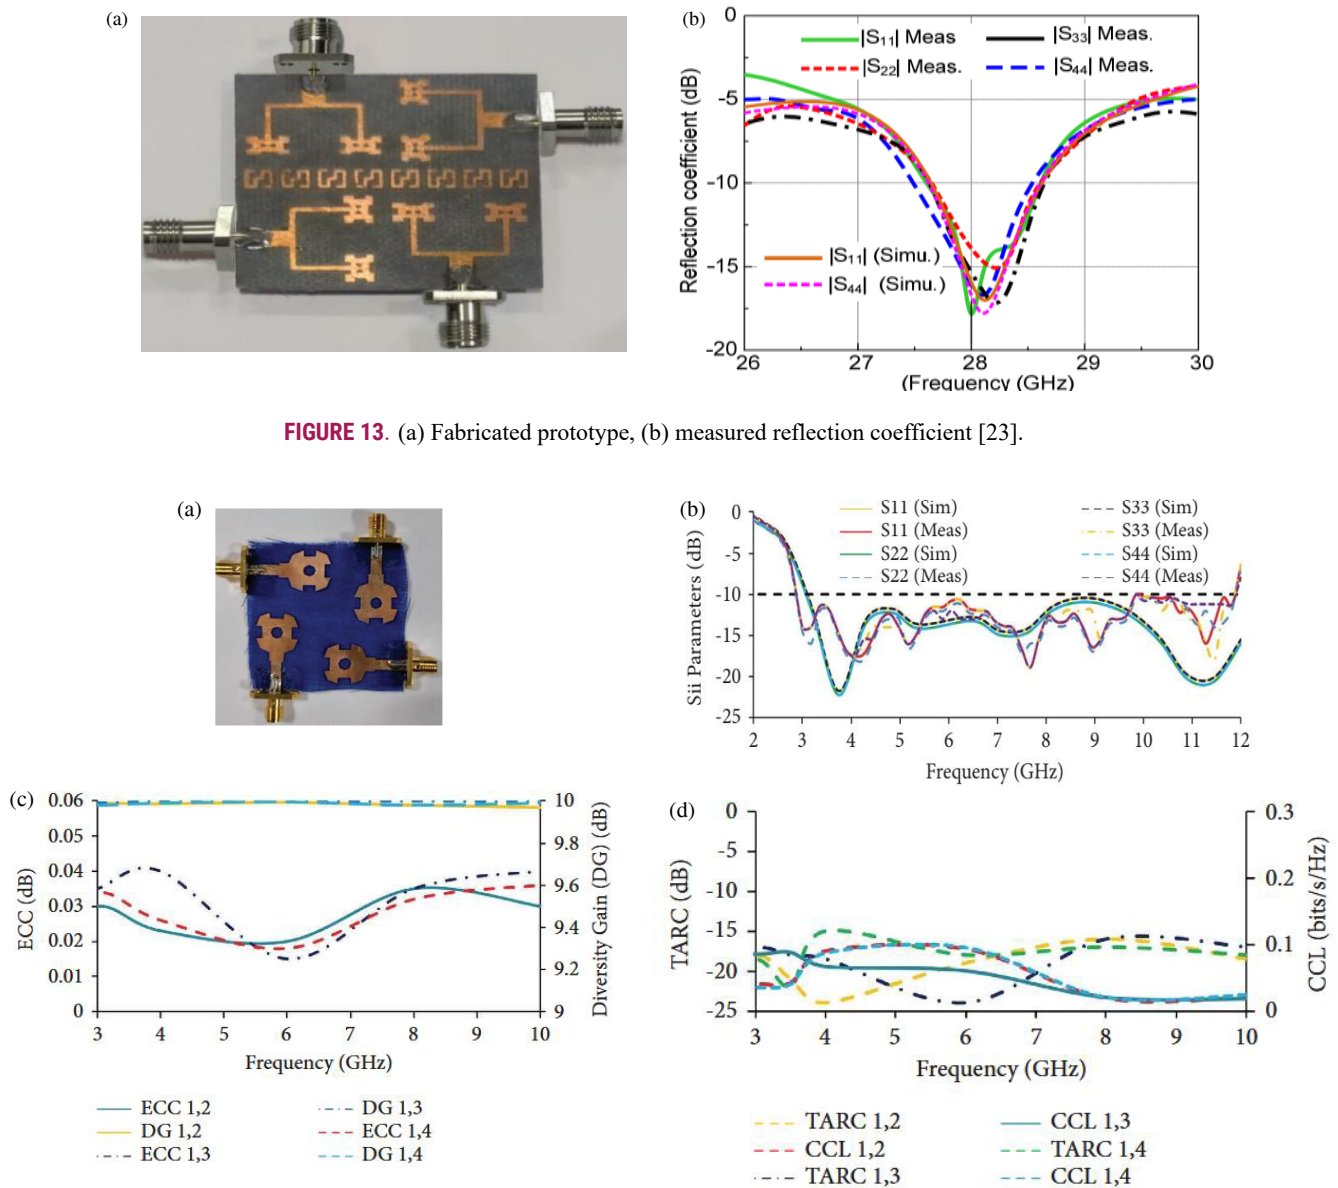 (a)
(b)
0
-5
-10
-15
-20
Reflection coefficient (dB)
|S11| Meas
|S33| Meas.
|S22| Meas.
|S44| Meas.
|S11| (Simu.)
|S44| (Simu.)
26 27 28 29 30
(Frequency (GHz)
FIGURE 13. (a) Fabricated prototype, (b) measured reflection coefficient [23].
(a)
(b)
S11 (Sim)
S33 (Sim)
S11 (Meas)
S33 (Meas)
S22 (Sim)
S44 (Sim)
S22 (Meas)
S44 (Meas)
0
-5
-10
-15
-20
-25
Sii Parameters (dB)
2 3 4 5 6 7 8 9 10 11 12
Frequency (GHz)
(c)
0.06
0.05
0.04
0.03
0.02
0.01
0
ECC (dB)
10
9.8
9.6
9.4
9.2
9
Diversity Gain (DG) (dB)
3 4 5 6 7 8 9 10
Frequency (GHz)
ECC 1,2
DG 1,3
DG 1,2
ECC 1,4
ECC 1,3
DG 1,4
(d)
0
-5
-10
-15
-20
-25
TARC (dB)
0.3
0.2
0.1
0
CCL (bits/s/Hz)
3 4 5 6 7 8 9 10
Frequency (GHz)
TARC 1,2
CCL 1,3
CCL 1,2
TARC 1,4
TARC 1,3
CCL 1,4